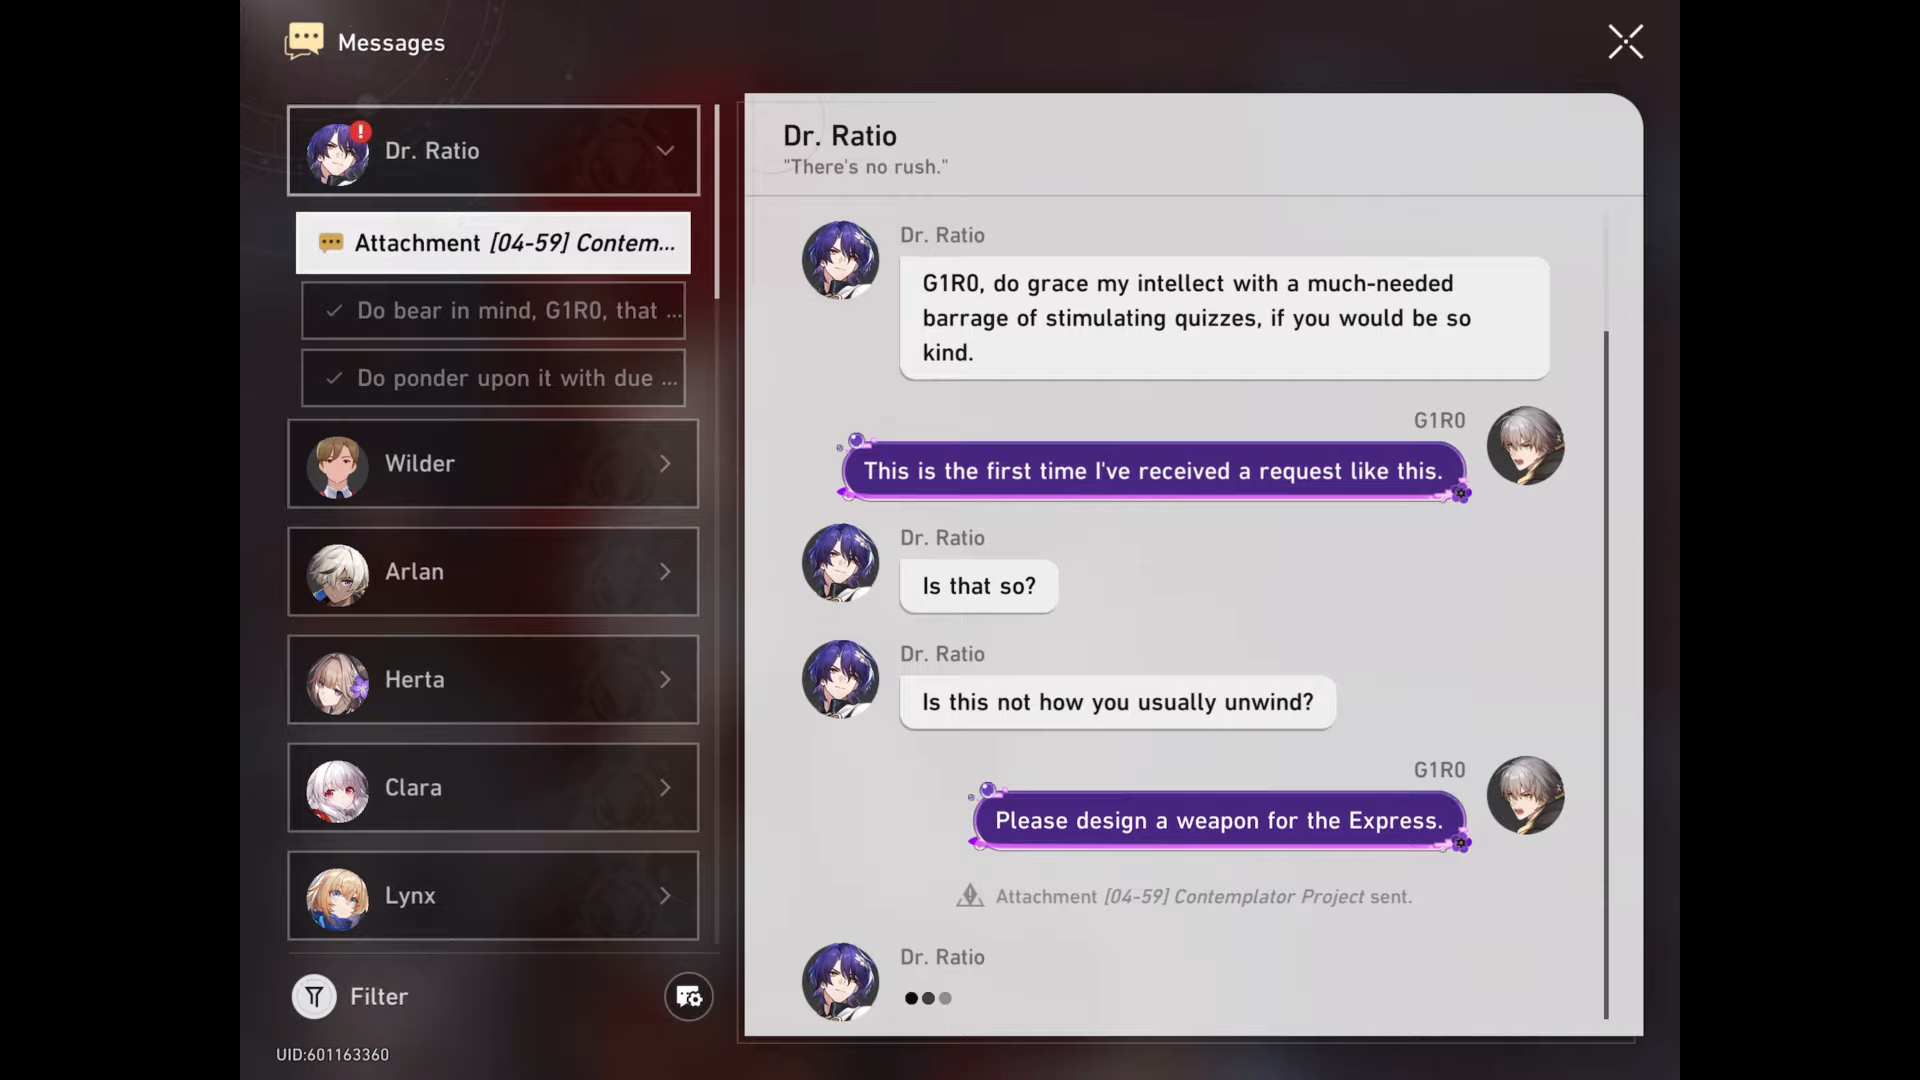 Messages
Dr. Ratio
Attachment [04-59] Contem...
Do bear in mind, G1R0, that ...
Do ponder upon it with due ...
Wilder
Arlan
Herta
Clara
Lynx
Filter
UID:601163360
Dr. Ratio
"There's no rush."
Dr. Ratio
G1R0, do grace my intellect with a much-needed
barrage of stimulating quizzes, if you would be so
kind.
G1R0
This is the first time I've received a request like this.
Dr. Ratio
Is that so?
Dr. Ratio
Is this not how you usually unwind?
G1R0
Please design a weapon for the Express.
Attachment [04-59] Contemplator Project sent.
Dr. Ratio